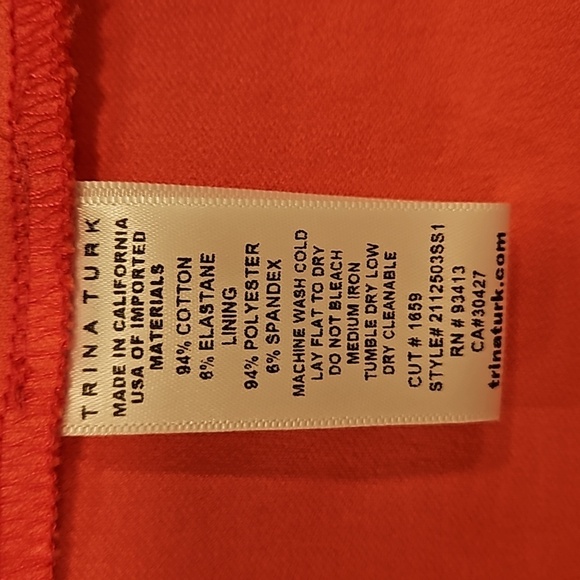 TRINA TURK
MADE IN CALIFORNIA
USA OF IMPORTED
MATERIALS
94% COTTON
6% ELASTANE
LINING
94% POLYESTER
6% SPANDEX
MACHINE WASH COLD
LAY FLAT TO DRY
DO NOT BLEACH
MEDIUM IRON
TUMBLE DRY LOW
DRY CLEANABLE
CUT# 1659
STYLE# 2112503SS1
RN# 93413
CA#30427
trinaturk.com